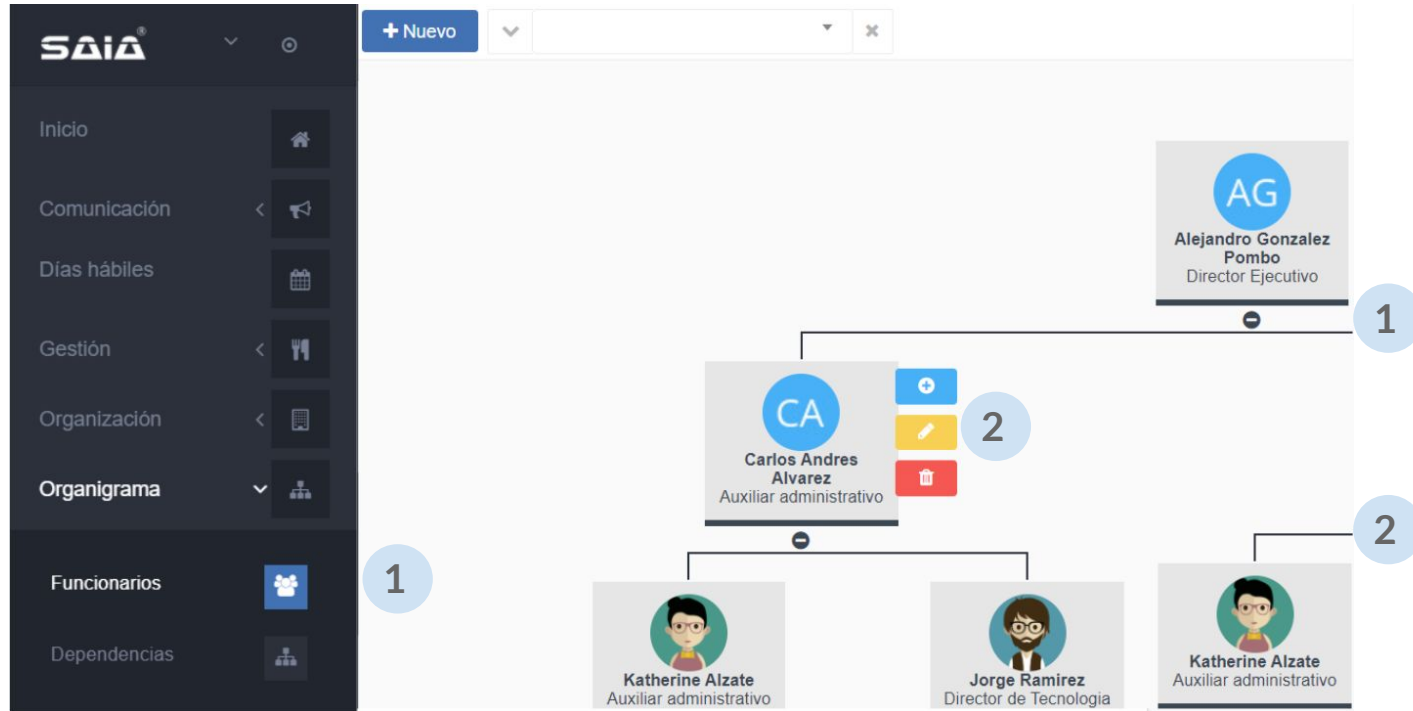 SAIA®
Inicio
Comunicación
Días hábiles
Gestión
Organización
Organigrama
Funcionarios
Dependencias
1
Nuevo
AG
Alejandro Gonzalez
Pombo
Director Ejecutivo
1
CA
Carlos Andres
Alvarez
Auxiliar administrativo
2
2
Katherine Alzate
Auxiliar administrativo
Jorge Ramirez
Director de Tecnologia
Katherine Alzate
Auxiliar administrativo